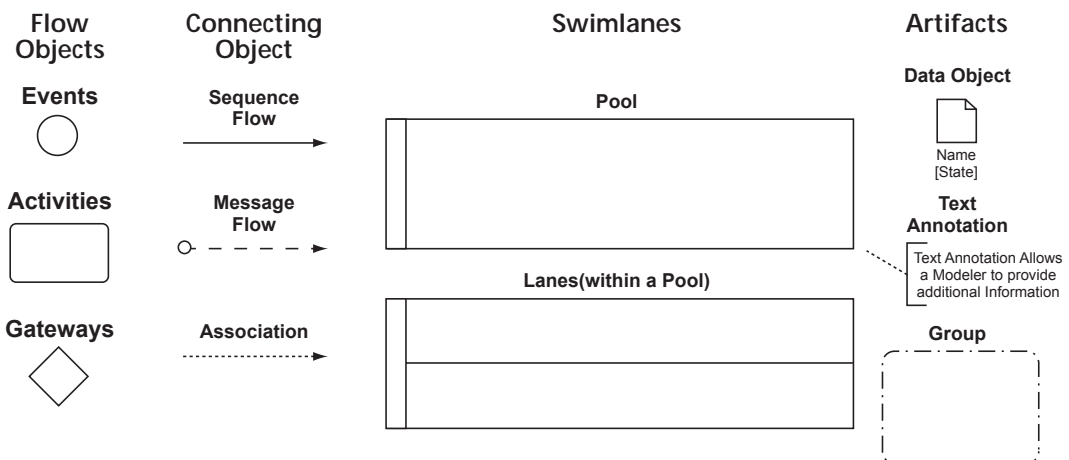 Flow
Objects
Events
Activities
Gateways
Connecting
Object
Sequence
Flow
Message
Flow
Association
Swimlanes
Pool
Lanes(within a Pool)
Artifacts
Data Object
Name
[State]
Text
Annotation
Text Annotation Allows
a Modeler to provide
additional Information
Group